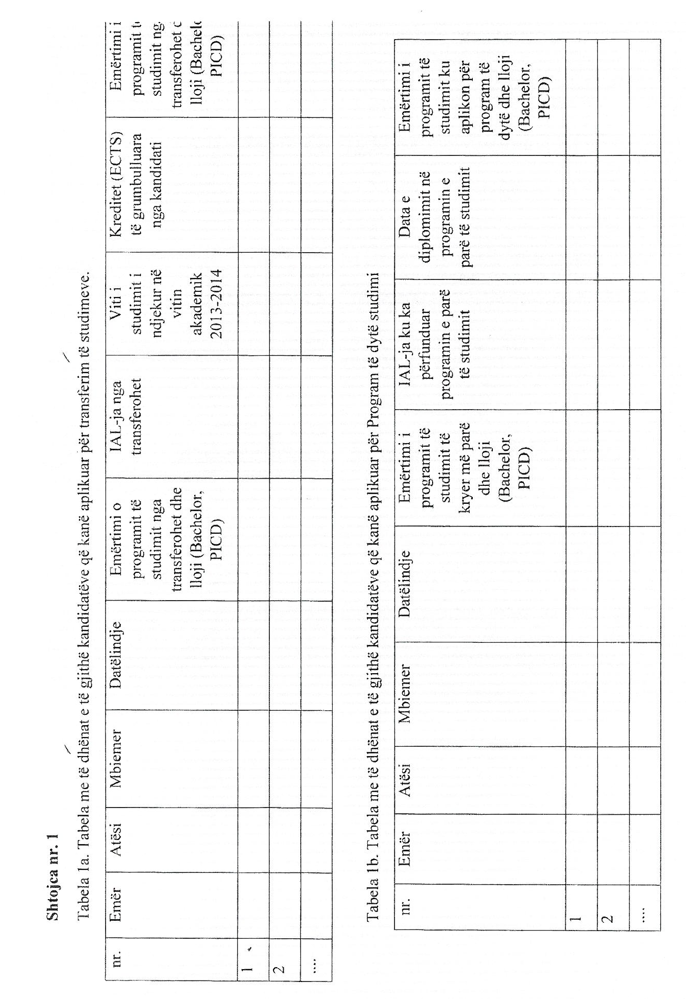 Shtojca nr. 1
Tabela 1a. Tabela me të dhënat e të gjithë kandidatëve që kanë aplikuar për transferim të studimeve.
nr.
Emër
Atësi
Mbiemer
Datëlindje
Emërtimi o
programit të
studimit nga
transferohet dhe
lloji (Bachelor,
PICD)
IAL-ja nga
transferohet
Viti i
studimit i
ndjekur në
vitin
akademik
2013-2014
Kreditet (ECTS)
të grumbulluara
nga kandidati
Emërtimi i
programit
studimit
transferohet
lloji
PICD)
1
2
....
Tabela 1b. Tabela me të dhënat e të gjithë kandidatëve që kanë aplikuar për Program të dytë studimi
nr.
Emër
Atësi
Mbiemer
Datëlindje
Emërtimi i
programit të
studimit të
kryer më parë
dhe lloji
(Bachelor,
PICD)
IAL-ja ku ka
përfunduar
programin e parë
të studimit
Data e
diplomimit në
programin e
parë të studimit
Emërtimi i
programit të
studimit ku
aplikon për
program të
dytë dhe lloji
(Bachelor,
PICD)
1
2
....